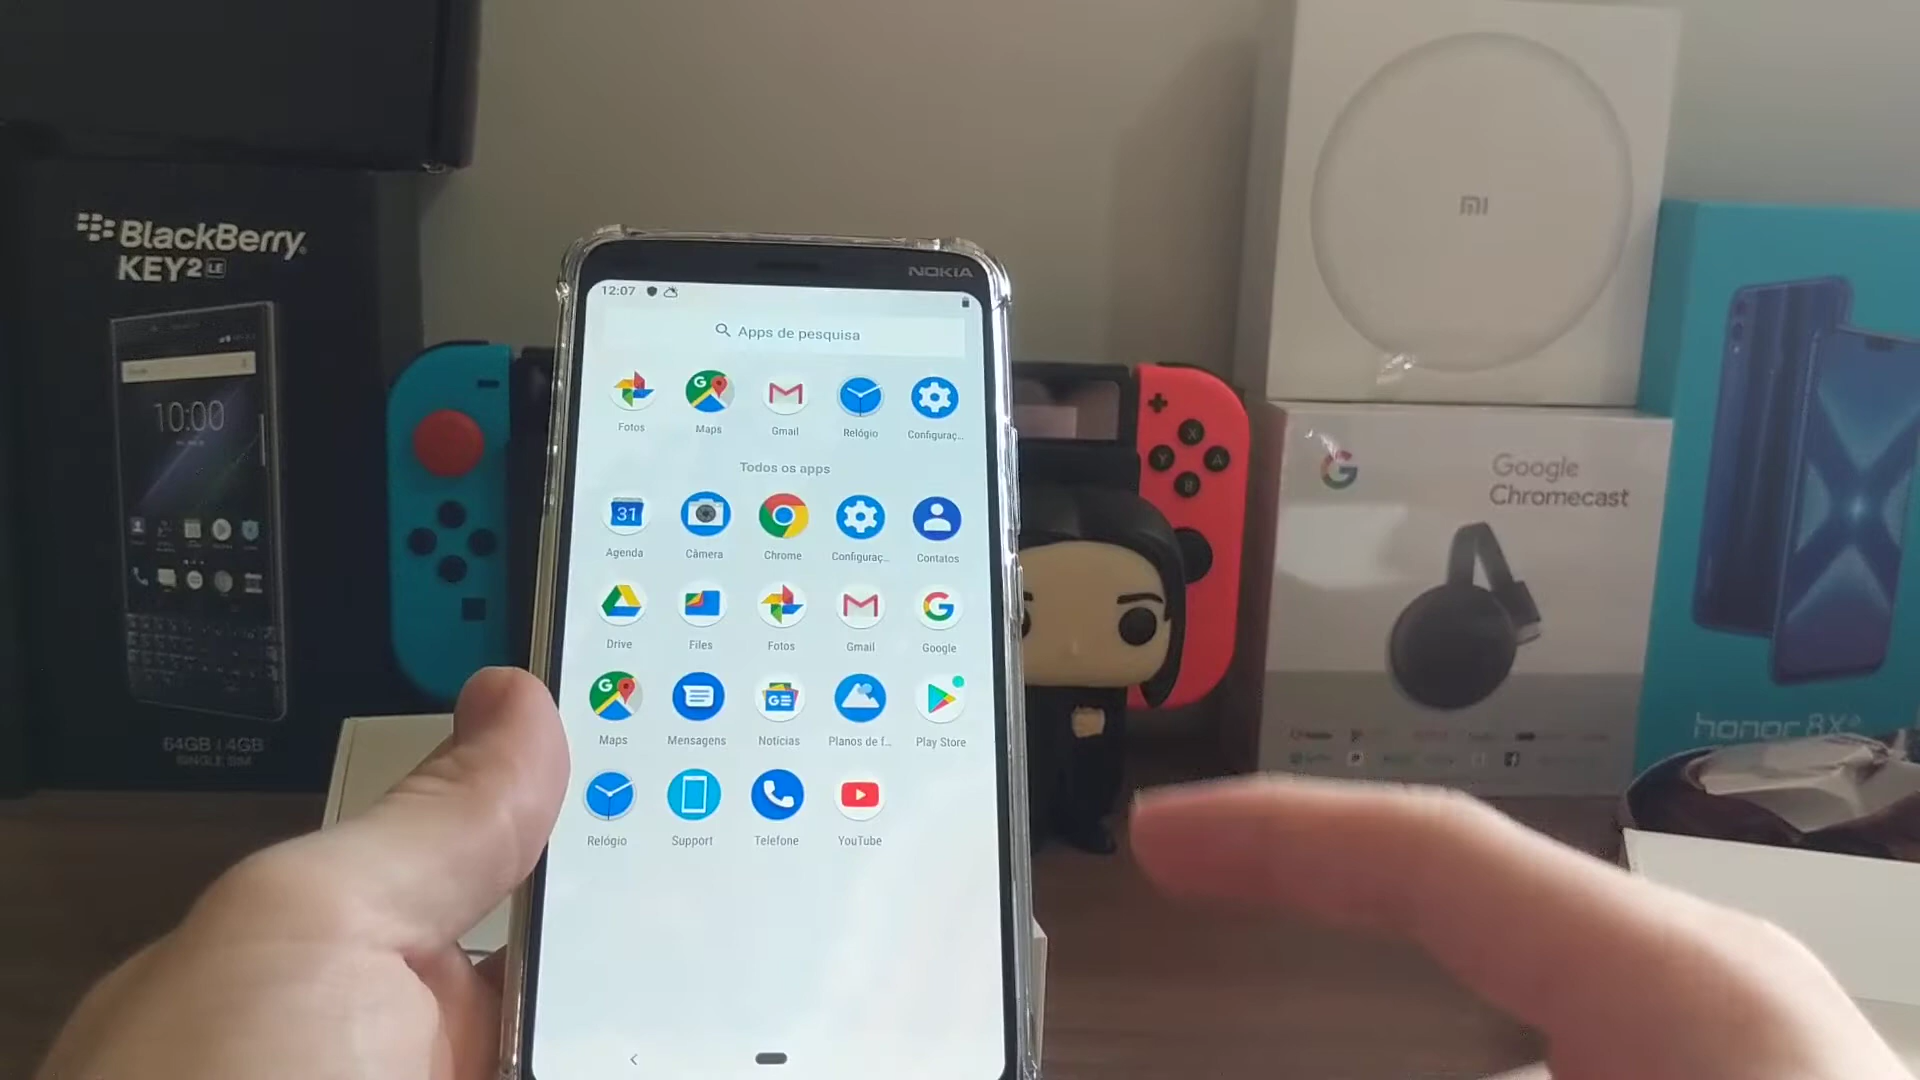 BlackBerry
KEY2 LE
10:00
64GB | 4GB
SINGLE SIM
NOKIA
12:07
Apps de pesquisa
Fotos
Maps
Gmail
Relógio
Configuraç...
Todos os apps
31
Agenda
Câmera
Chrome
Configuraç...
Contatos
Drive
Files
Fotos
Gmail
Google
Maps
Mensagens
Notícias
Planos de f...
Play Store
Relógio
Support
Telefone
YouTube
X
Y
A
B
mi
G
Google
Chromecast
honor 8X